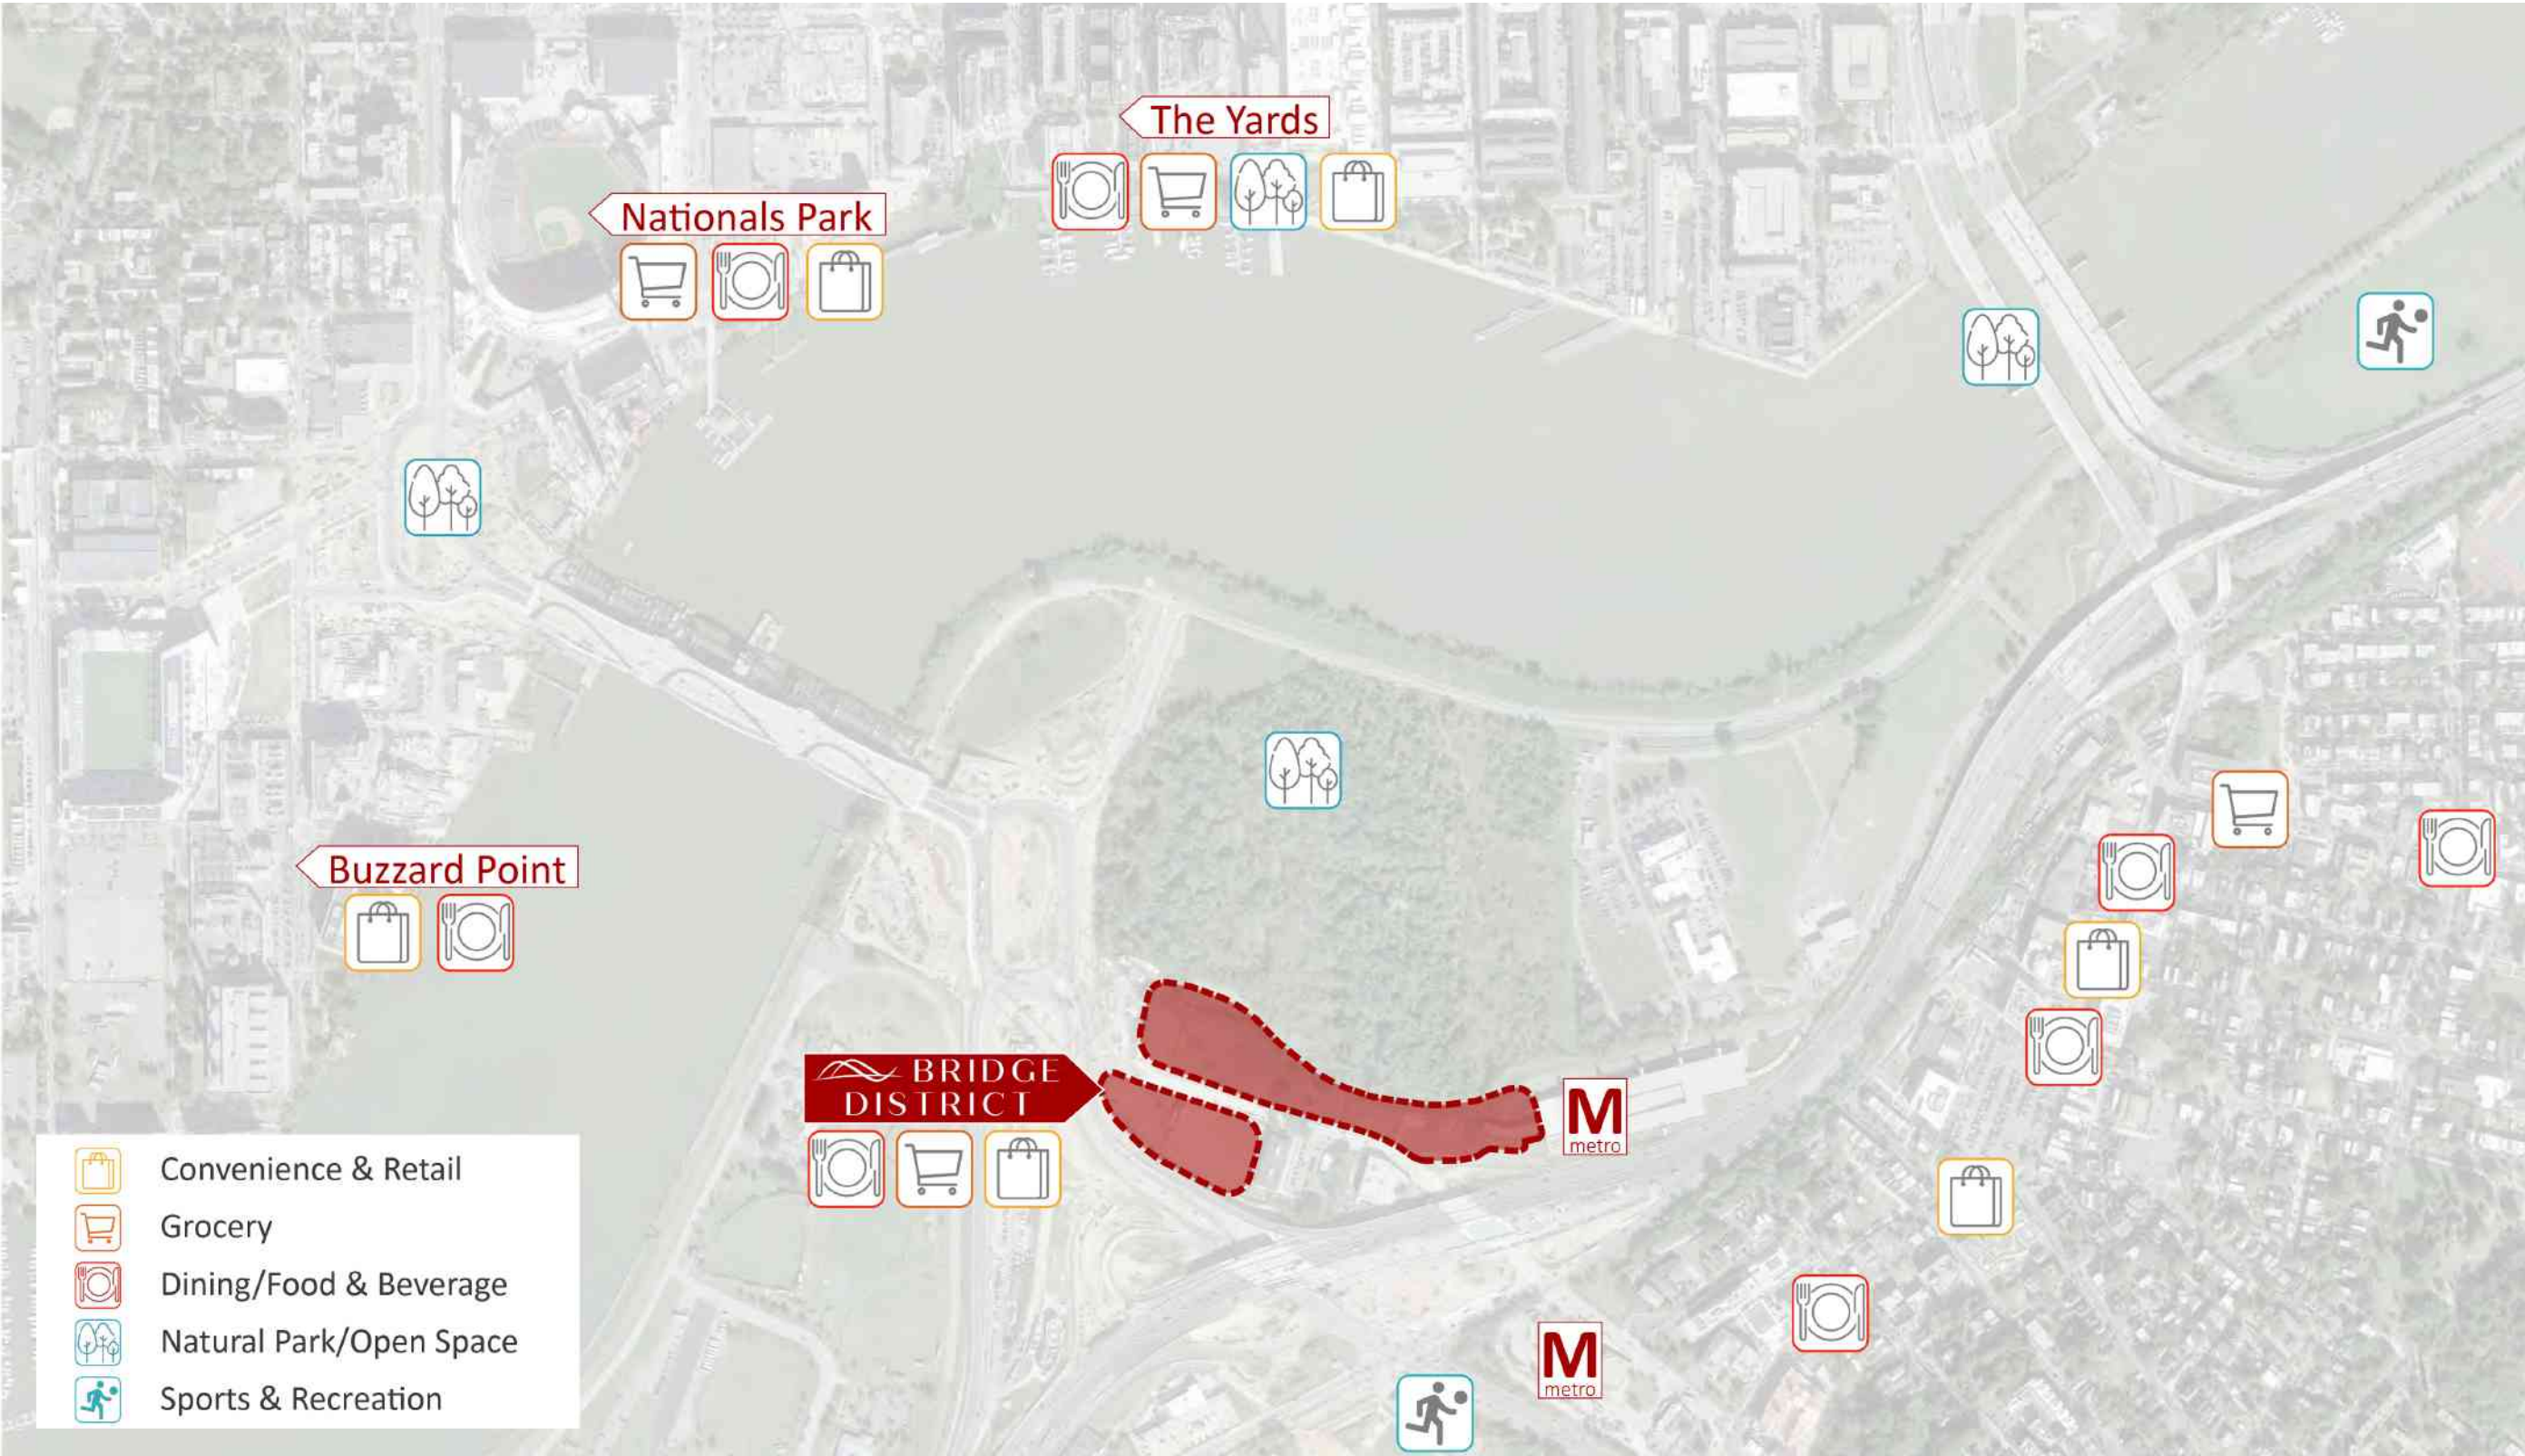 The Yards
Nationals Park
Buzzard Point
BRIDGE
DISTRICT
M
metro
M
metro
Convenience & Retail
Grocery
Dining/Food & Beverage
Natural Park/Open Space
Sports & Recreation